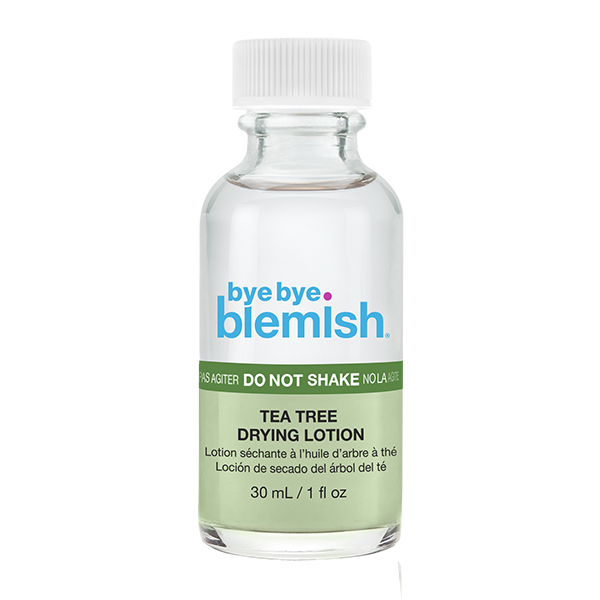 bye bye
blemish®
PAS AGITER DO NOT SHAKE NO LA AGITE
TEA TREE
DRYING LOTION
Lotion séchante à l'huile d'arbre à thé
Loción de secado del árbol del té
30 mL / 1 fl oz